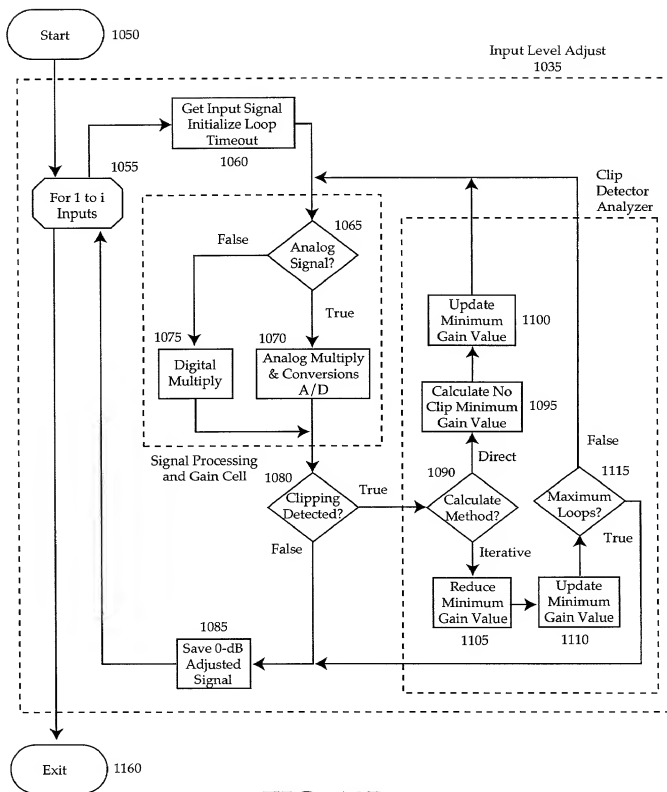 Start
1050
Input Level Adjust
1035
Get Input Signal
Initialize Loop
Timeout
1060
1055
For 1 to i
Inputs
Clip
Detector
Analyzer
1065
Analog
Signal?
False
True
1075
Digital
Multiply
1070
Analog Multiply
& Conversions
A/D
Signal Processing
and Gain Cell
1080
Clipping
Detected?
True
False
1085
Save 0-dB
Adjusted
Signal
Update
Minimum
Gain Value
1100
Calculate No
Clip Minimum
Gain Value
1095
Direct
1090
Calculate
Method?
Iterative
Reduce
Minimum
Gain Value
1105
Update
Minimum
Gain Value
1110
False
1115
Maximum
Loops?
True
Exit
1160